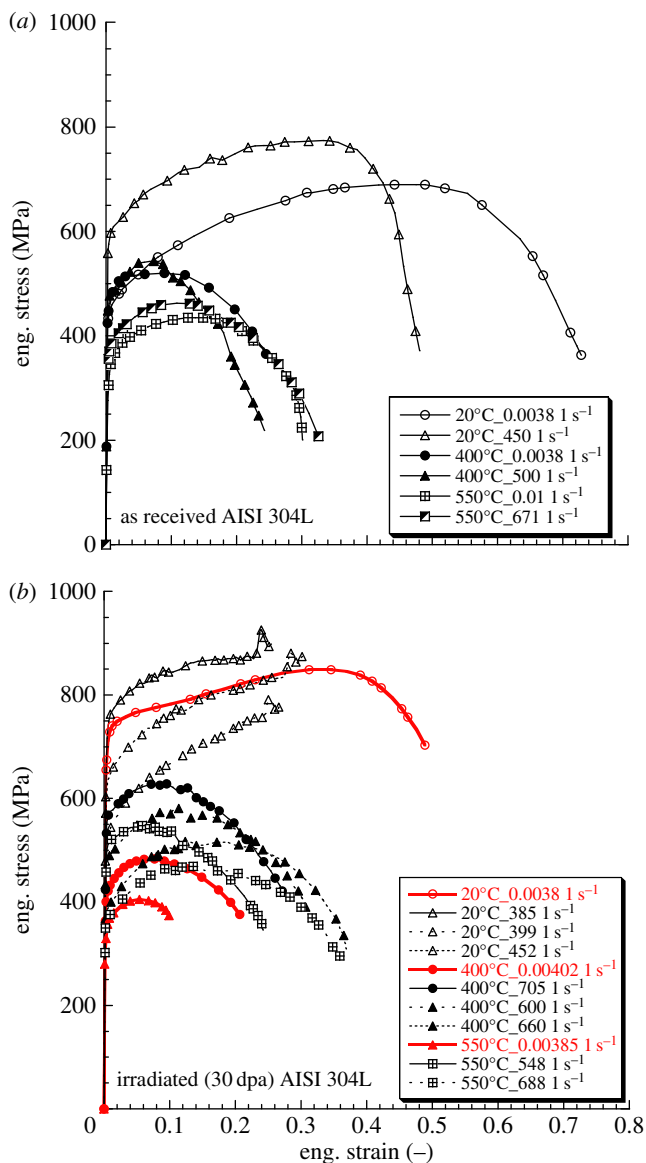 (a)
1000
800
600
400
200
0
eng. stress (MPa)
20°C_0.0038 1 s⁻¹
20°C_450 1 s⁻¹
400°C_0.0038 1 s⁻¹
400°C_500 1 s⁻¹
550°C_0.01 1 s⁻¹
550°C_671 1 s⁻¹
as received AISI 304L
(b)
1000
800
600
400
200
0
eng. stress (MPa)
20°C_0.0038 1 s⁻¹
20°C_385 1 s⁻¹
20°C_399 1 s⁻¹
20°C_452 1 s⁻¹
400°C_0.00402 1 s⁻¹
400°C_705 1 s⁻¹
400°C_600 1 s⁻¹
400°C_660 1 s⁻¹
550°C_0.00385 1 s⁻¹
550°C_548 1 s⁻¹
550°C_688 1 s⁻¹
irradiated (30 dpa) AISI 304L
0.1 0.2 0.3 0.4 0.5 0.6 0.7 0.8
eng. strain (–)